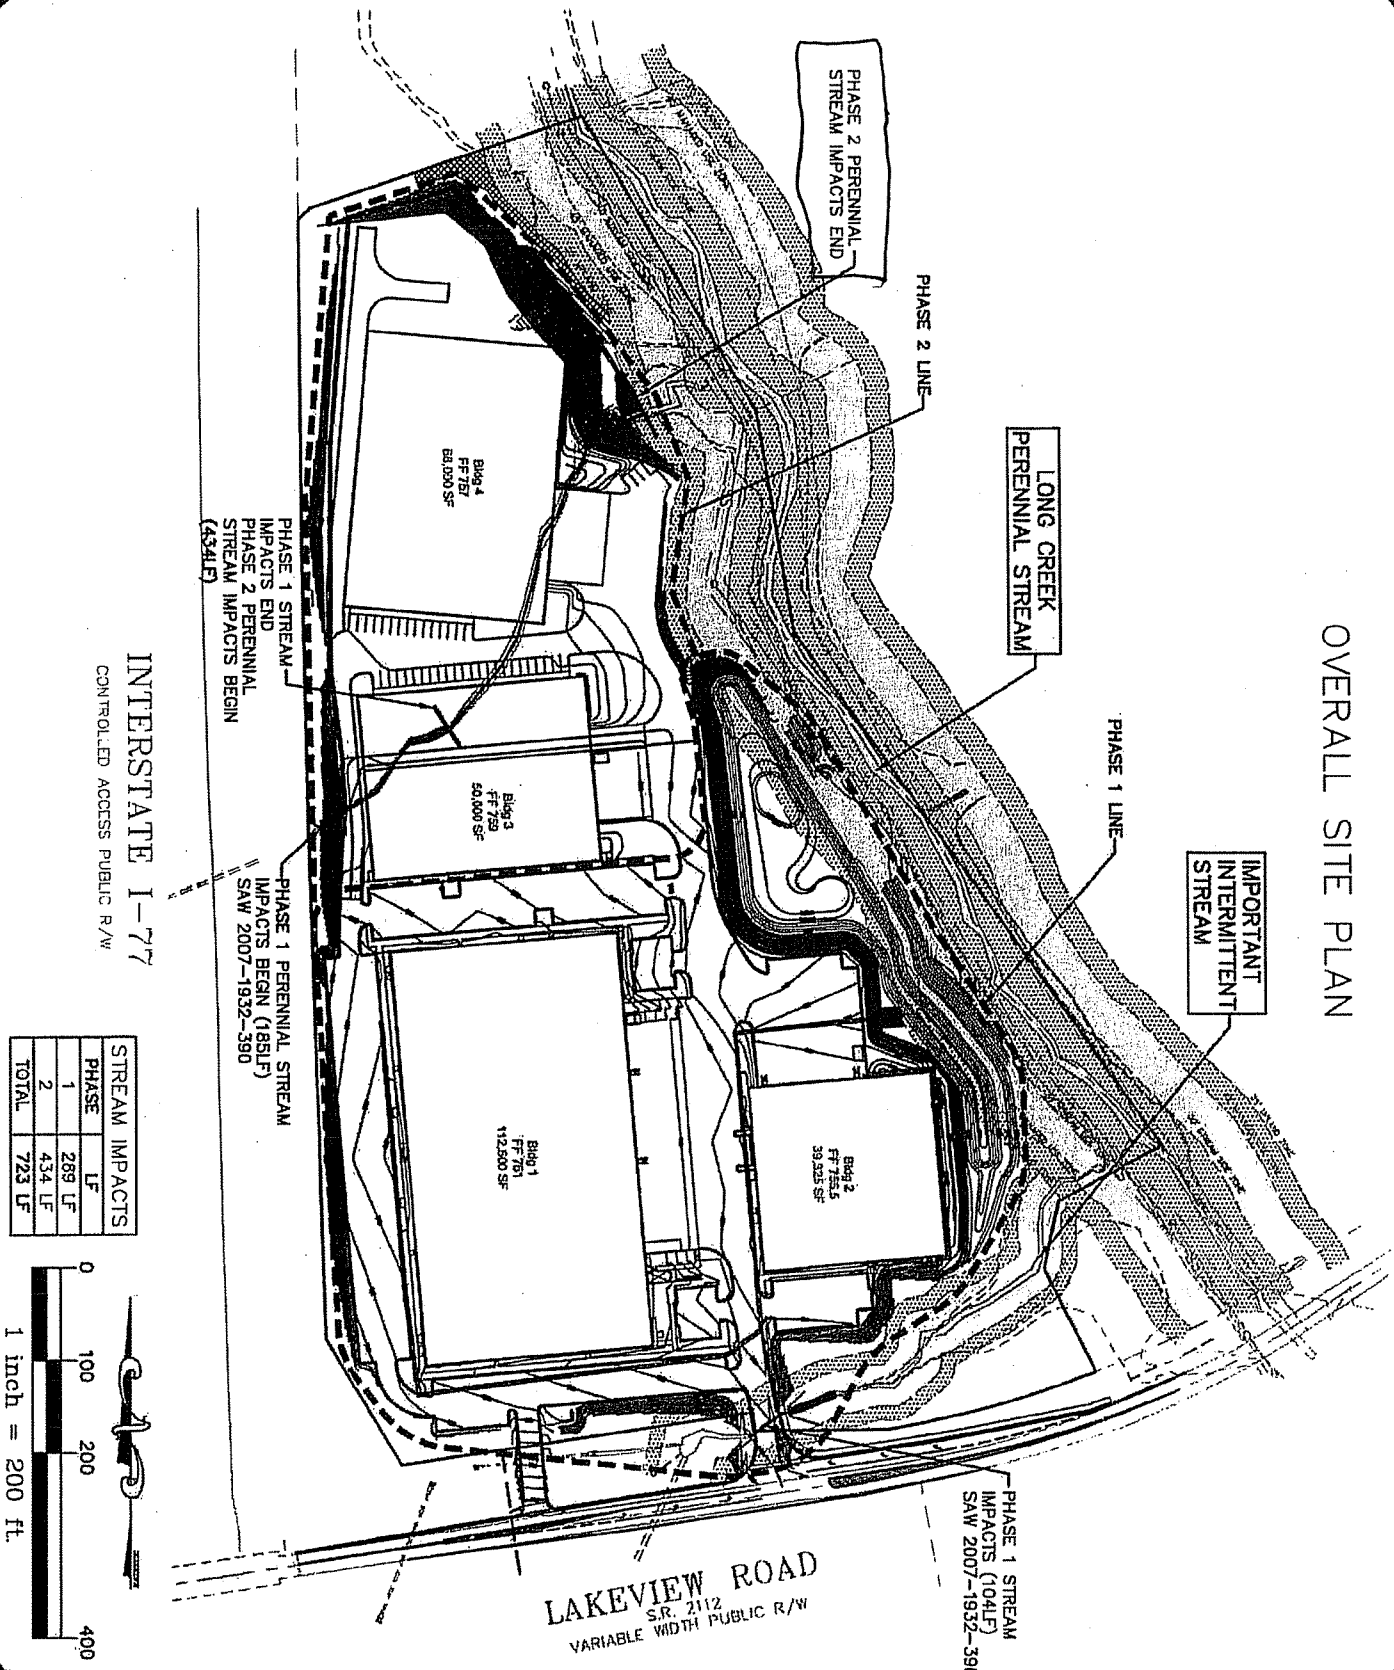 OVERALL SITE PLAN
PHASE 2 PERENNIAL
STREAM IMPACTS END
PHASE 2 LINE
LONG CREEK
PERENNIAL STREAM
PHASE 1 LINE
IMPORTANT
INTERMITTENT
STREAM
Bldg 4
FF 757
Bldg 3
FF 759
50,000 SF
Bldg 1
FF 761
112,500 SF
Bldg 2
FF 755.5
39,325 SF
PHASE 1 STREAM
IMPACTS END
PHASE 2 PERENNIAL
STREAM IMPACTS BEGIN
(434LF)
PHASE 1 PERENNIAL STREAM
IMPACTS BEGIN (185LF)
SAW 2007-1932-390
PHASE 1 STREAM
IMPACTS (104LF)
SAW 2007-1932-390
INTERSTATE I-77
CONTROLLED ACCESS PUBLIC R/W
LAKEVIEW ROAD
S.R. 2112
VARIABLE WIDTH PUBLIC R/W
STREAM IMPACTS
PHASE LF
1 289 LF
2 434 LF
TOTAL 723 LF
0 100 200 400
1 inch = 200 ft.